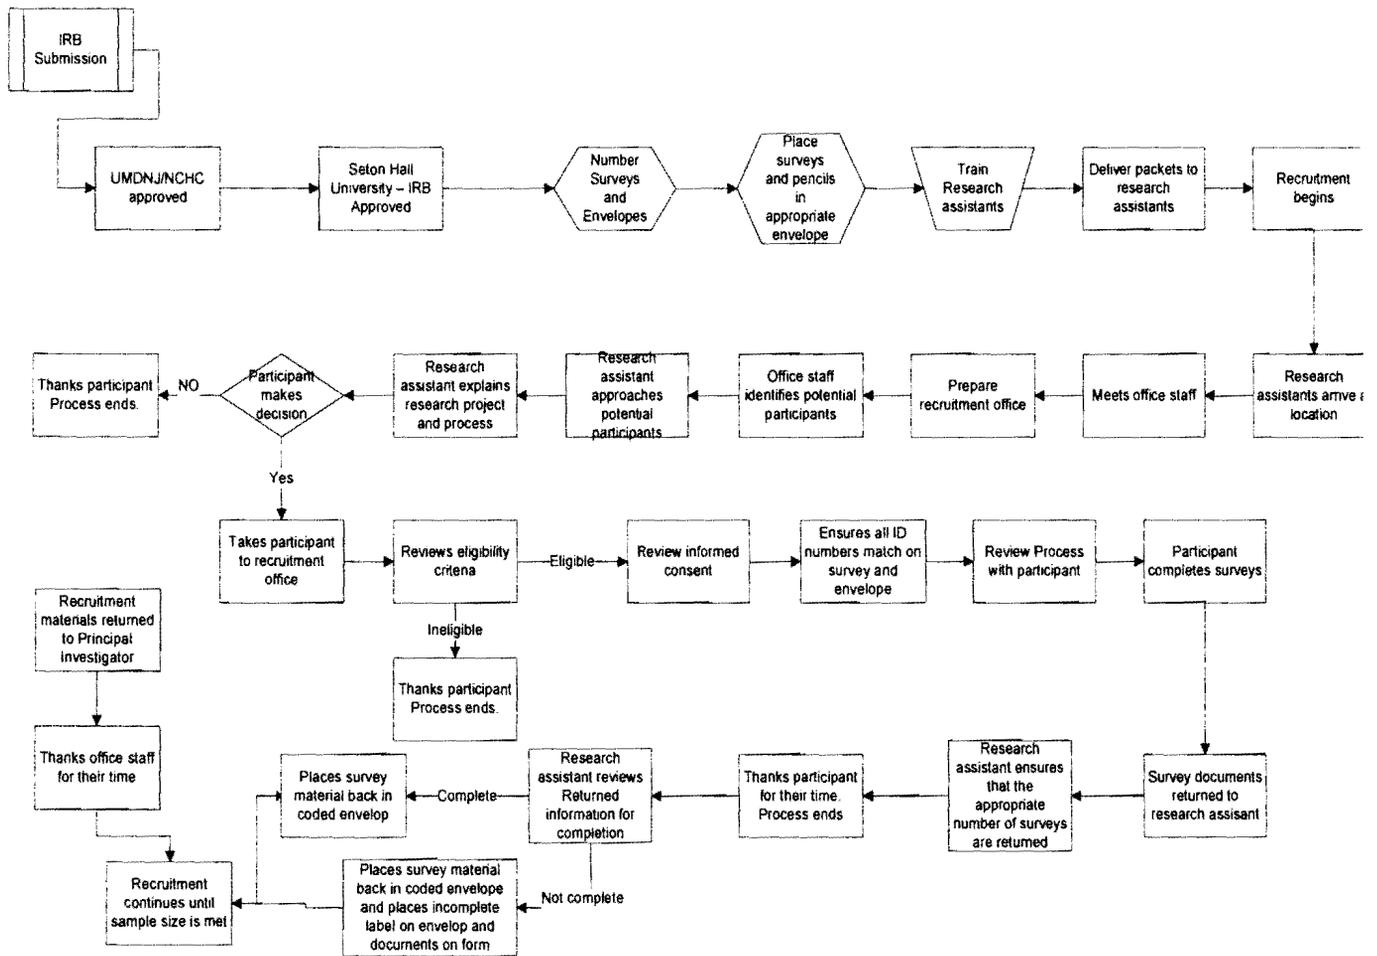 IRB
Submission
UMDNJ/NCHC
approved
Seton Hall
University – IRB
Approved
Number
Surveys
and
Envelopes
Place
surveys
and pencils
in
appropriate
envelope
Train
Research
assistants
Deliver packets to
research
assistants
Recruitment
begins
Thanks participant
Process ends.
NO
Participant
makes
decision
Research
assistant explains
research project
and process
Research
assistant
approaches
potential
participants
Office staff
identifies potential
participants
Prepare
recruitment office
Meets office staff
Research
assistants arrive a
location
Yes
Takes participant
to recruitment
office
Reviews eligibility
criteria
Eligible
Review informed
consent
Ensures all ID
numbers match on
survey and
envelope
Review Process
with participant
Participant
completes surveys
Ineligible
Thanks participant
Process ends.
Recruitment
materials returned
to Principal
Investigator
Thanks office staff
for their time
Recruitment
continues until
sample size is met
Places survey
material back in
coded envelop
Complete
Research
assistant reviews
Returned
information for
completion
Thanks participant
for their time.
Process ends
Research
assistant ensures
that the
appropriate
number of surveys
are returned
Survey documents
returned to
research assisant
Places survey material
back in coded envelope
and places incomplete
label on envelop and
documents on form
Not complete